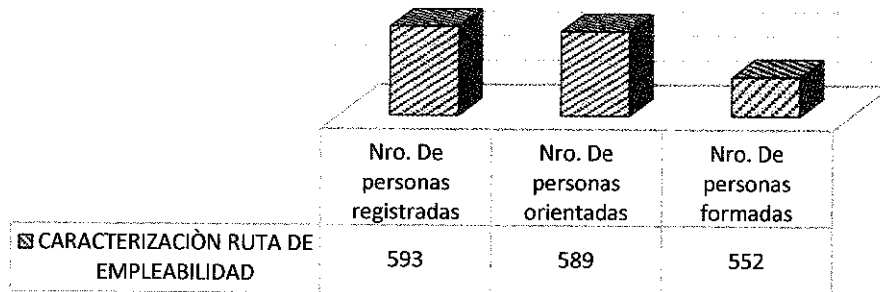 Nro. De personas registradas
Nro. De personas orientadas
Nro. De personas formadas
CARACTERIZACIÒN RUTA DE EMPLEABILIDAD
593
589
552